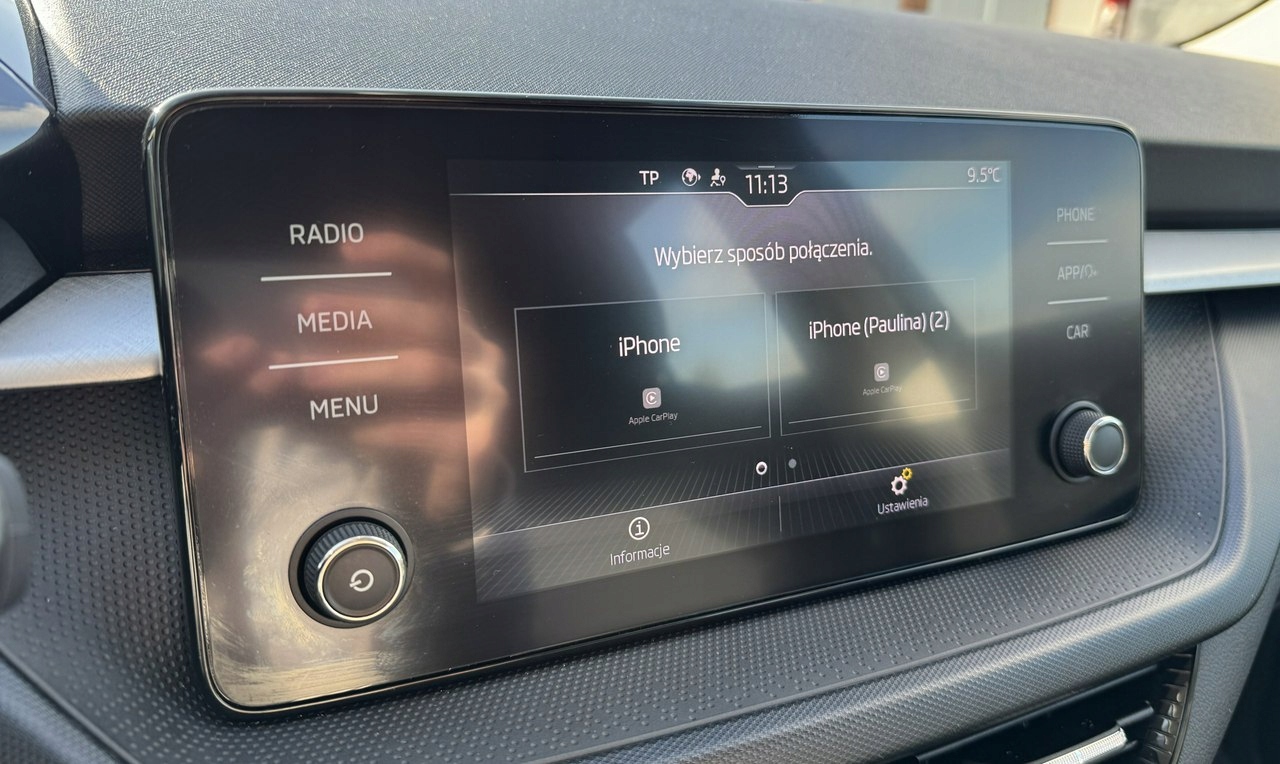 TP 11:13 9.5°C
RADIO
MEDIA
MENU
Wybierz sposób połączenia.
iPhone
Apple CarPlay
iPhone (Paulina) (2)
Apple CarPlay
Informacje
Ustawienia
PHONE
APP/
CAR